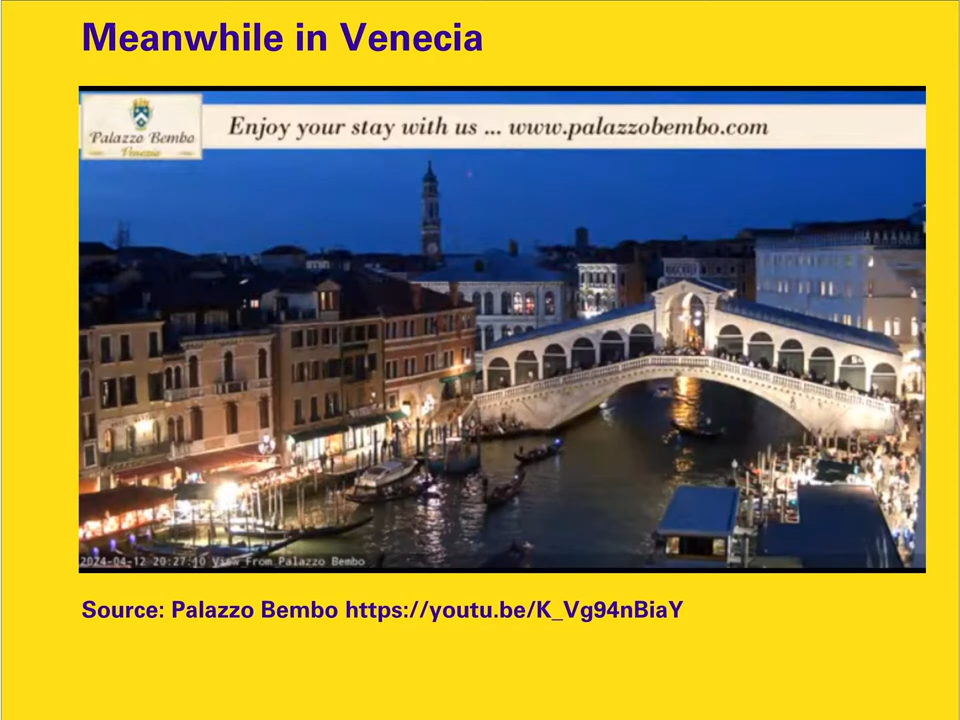 Meanwhile in Venecia
Palazzo Bembo
Venezia
Enjoy your stay with us ... www.palazzobembo.com
2024-04-12 20:27:10 View From Palazzo Bembo
Source: Palazzo Bembo https://youtu.be/K_Vg94nBiaY